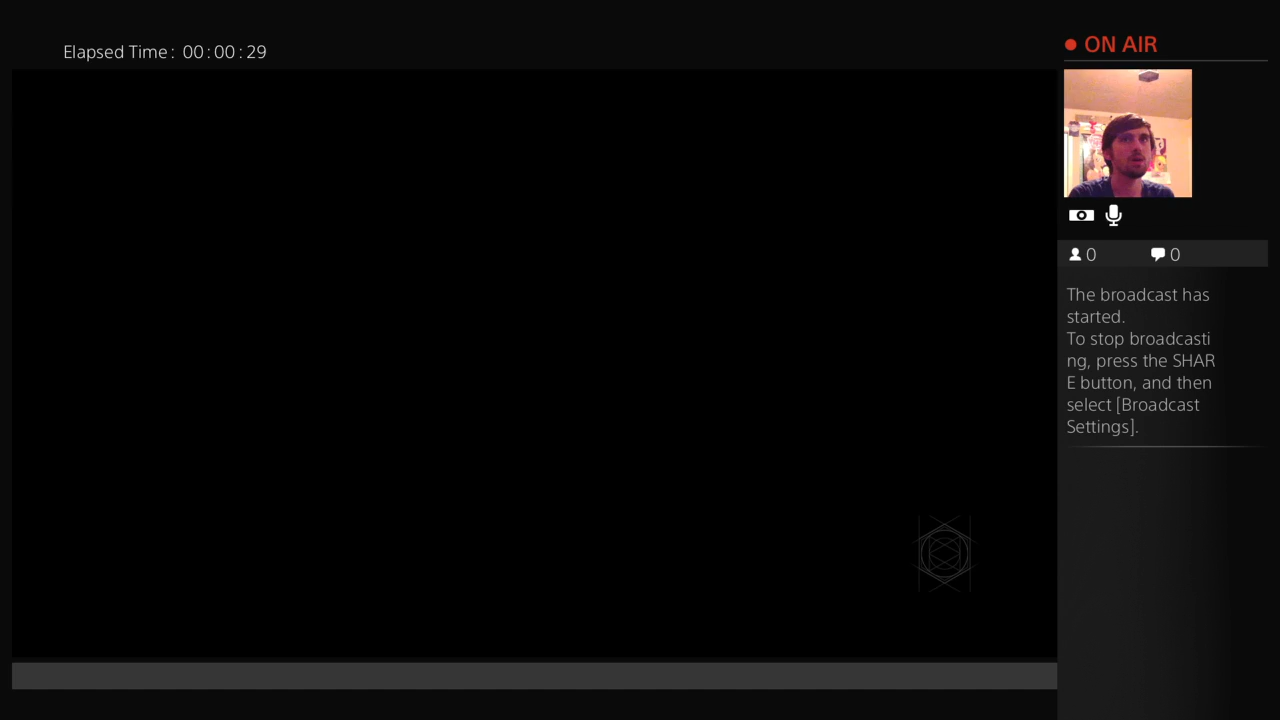 Elapsed Time: 00:00:29
ON AIR
0 0
The broadcast has
started.
To stop broadcasti
ng, press the SHAR
E button, and then
select [Broadcast
Settings].